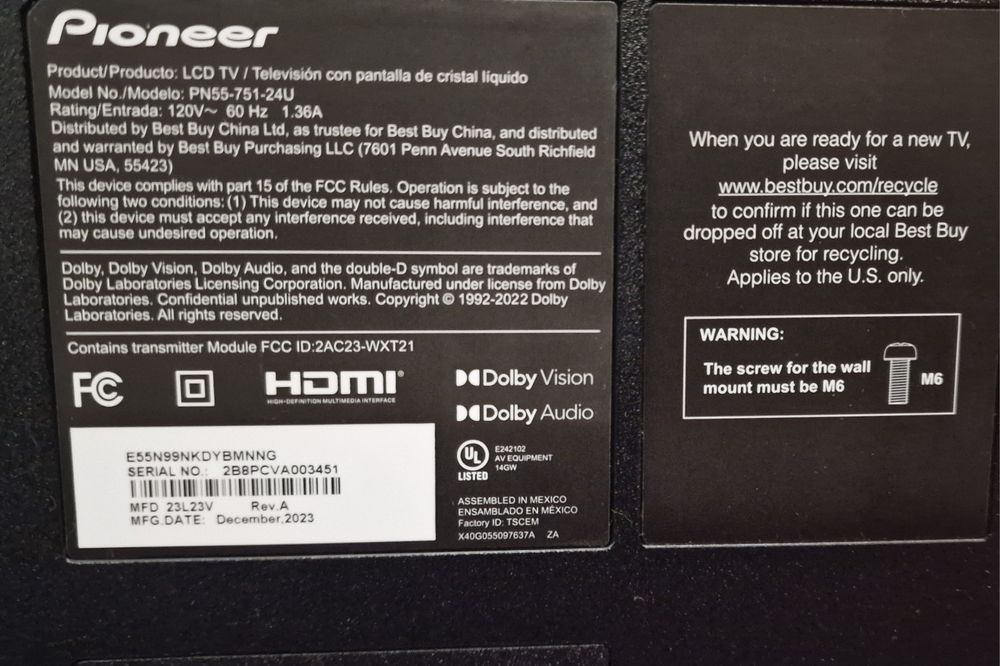 Pioneer
Product/Producto: LCD TV / Televisión con pantalla de cristal líquido
Model No./Modelo: PN55-751-24U
Rating/Entrada: 120V~ 60 Hz 1.36A
Distributed by Best Buy China Ltd, as trustee for Best Buy China, and distributed
and warranted by Best Buy Purchasing LLC (7601 Penn Avenue South Richfield
MN USA, 55423)
This device complies with part 15 of the FCC Rules. Operation is subject to the
following two conditions: (1) This device may not cause harmful interference, and
(2) this device must accept any interference received, including interference that
may cause undesired operation.
Dolby, Dolby Vision, Dolby Audio, and the double-D symbol are trademarks of
Dolby Laboratories Licensing Corporation. Manufactured under license from Dolby
Laboratories. Confidential unpublished works. Copyright © 1992-2022 Dolby
Laboratories. All rights reserved.
Contains transmitter Module FCC ID:2AC23-WXT21
FC
HDMI®
HIGH-DEFINITION MULTIMEDIA INTERFACE
Dolby Vision
Dolby Audio
E55N99NKDYBMNNG
SERIAL NO.: 2B8PCVA003451
MFD 23L23V Rev.A
MFG.DATE: December,2023
UL
LISTED
E242102
AV EQUIPMENT
14GW
ASSEMBLED IN MEXICO
ENSAMBLADO EN MÉXICO
Factory ID: TSCEM
X40G055097637A ZA
When you are ready for a new TV,
please visit
www.bestbuy.com/recycle
to confirm if this one can be
dropped off at your local Best Buy
store for recycling.
Applies to the U.S. only.
WARNING:
The screw for the wall
mount must be M6
M6